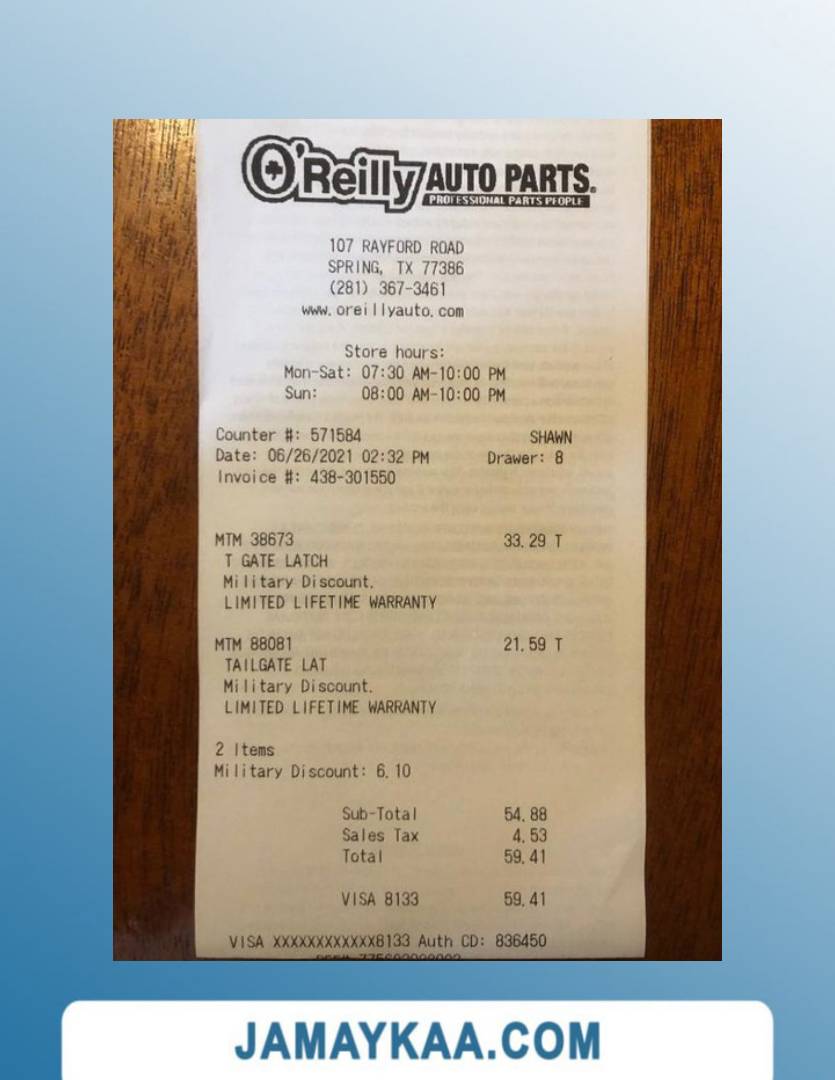 O'Reilly AUTO PARTS.
PROFESSIONAL PARTS PEOPLE
107 RAYFORD ROAD
SPRING, TX 77386
(281) 367-3461
www.oreillyauto.com
Store hours:
Mon-Sat: 07:30 AM-10:00 PM
Sun: 08:00 AM-10:00 PM
Counter #: 571584 SHAWN
Date: 06/26/2021 02:32 PM Drawer: 8
Invoice #: 438-301550
MTM 38673 33.29 T
T GATE LATCH
Military Discount.
LIMITED LIFETIME WARRANTY
MTM 88081 21.59 T
TAILGATE LAT
Military Discount.
LIMITED LIFETIME WARRANTY
2 Items
Military Discount: 6.10
Sub-Total 54.88
Sales Tax 4.53
Total 59.41
VISA 8133 59.41
VISA XXXXXXXXXXXX8133 Auth CD: 836450
JAMAYKAA.COM